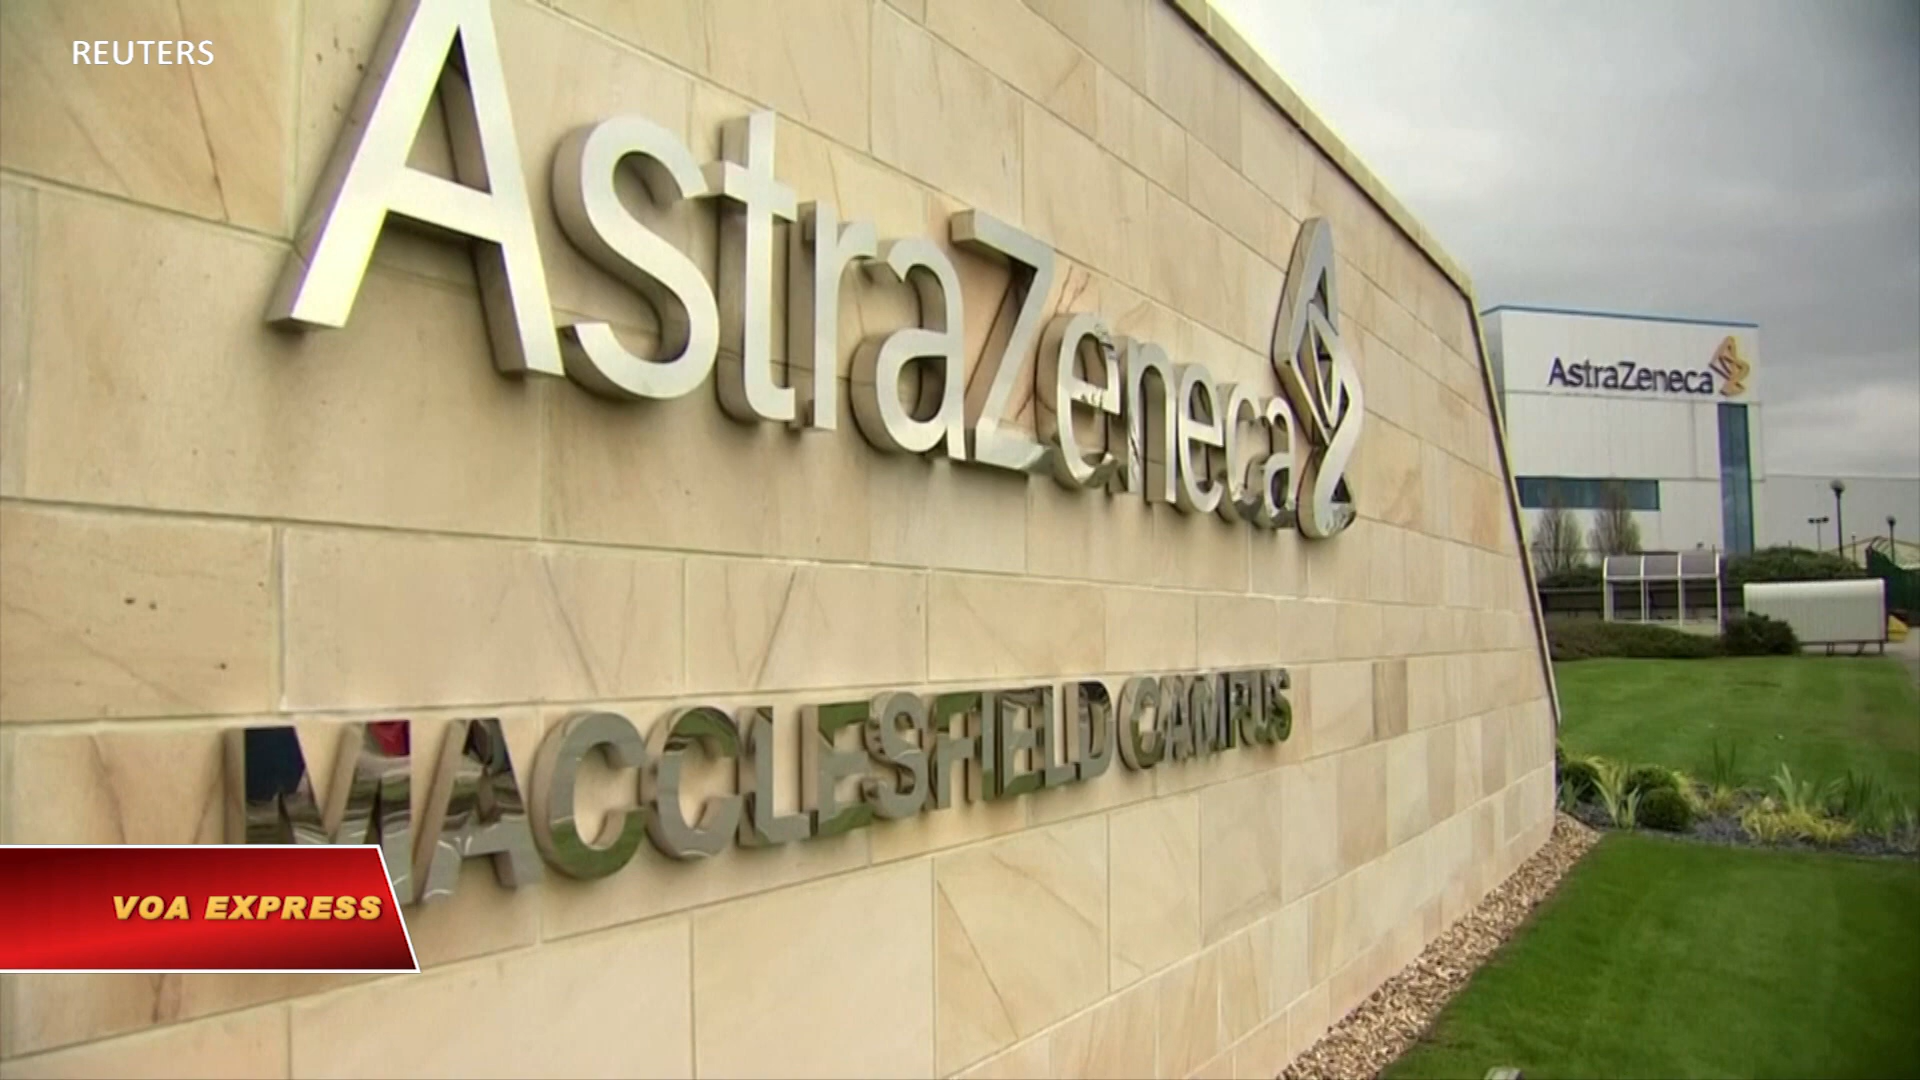 REUTERS
AstraZeneca
AstraZeneca
MACCLESFIELD CAMPUS
VOA EXPRESS